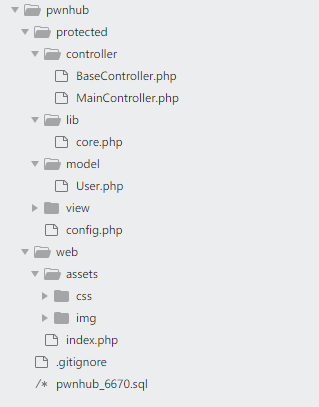 pwnhub
protected
controller
BaseController.php
MainController.php
lib
core.php
model
User.php
view
config.php
web
assets
css
img
index.php
.gitignore
/* pwnhub_6670.sql